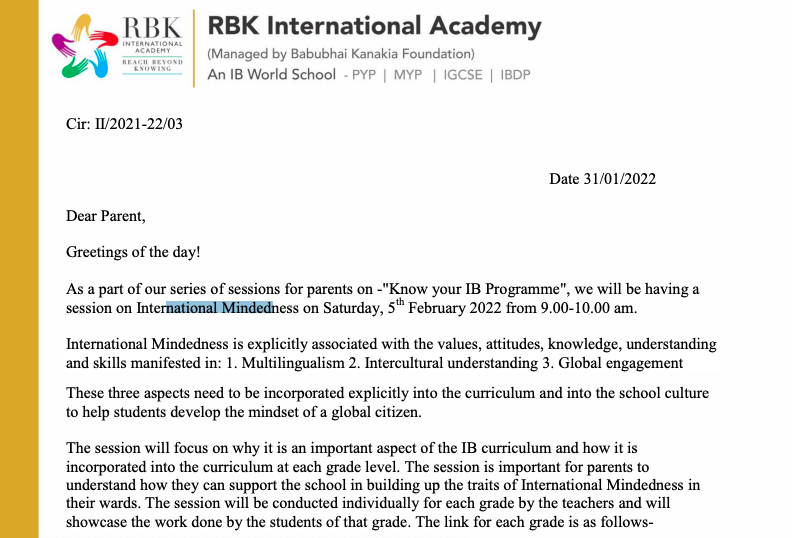 RBK
INTERNATIONAL
ACADEMY
BEACH BEYOND
KNOWING
RBK International Academy
(Managed by Babubhai Kanakia Foundation)
An IB World School - PYP | MYP | IGCSE | IBDP
Cir: II/2021-22/03
Date 31/01/2022
Dear Parent,
Greetings of the day!
As a part of our series of sessions for parents on -"Know your IB Programme", we will be having a
session on International Mindedness on Saturday, 5th February 2022 from 9.00-10.00 am.
International Mindedness is explicitly associated with the values, attitudes, knowledge, understanding
and skills manifested in: 1. Multilingualism 2. Intercultural understanding 3. Global engagement
These three aspects need to be incorporated explicitly into the curriculum and into the school culture
to help students develop the mindset of a global citizen.
The session will focus on why it is an important aspect of the IB curriculum and how it is
incorporated into the curriculum at each grade level. The session is important for parents to
understand how they can support the school in building up the traits of International Mindedness in
their wards. The session will be conducted individually for each grade by the teachers and will
showcase the work done by the students of that grade. The link for each grade is as follows-